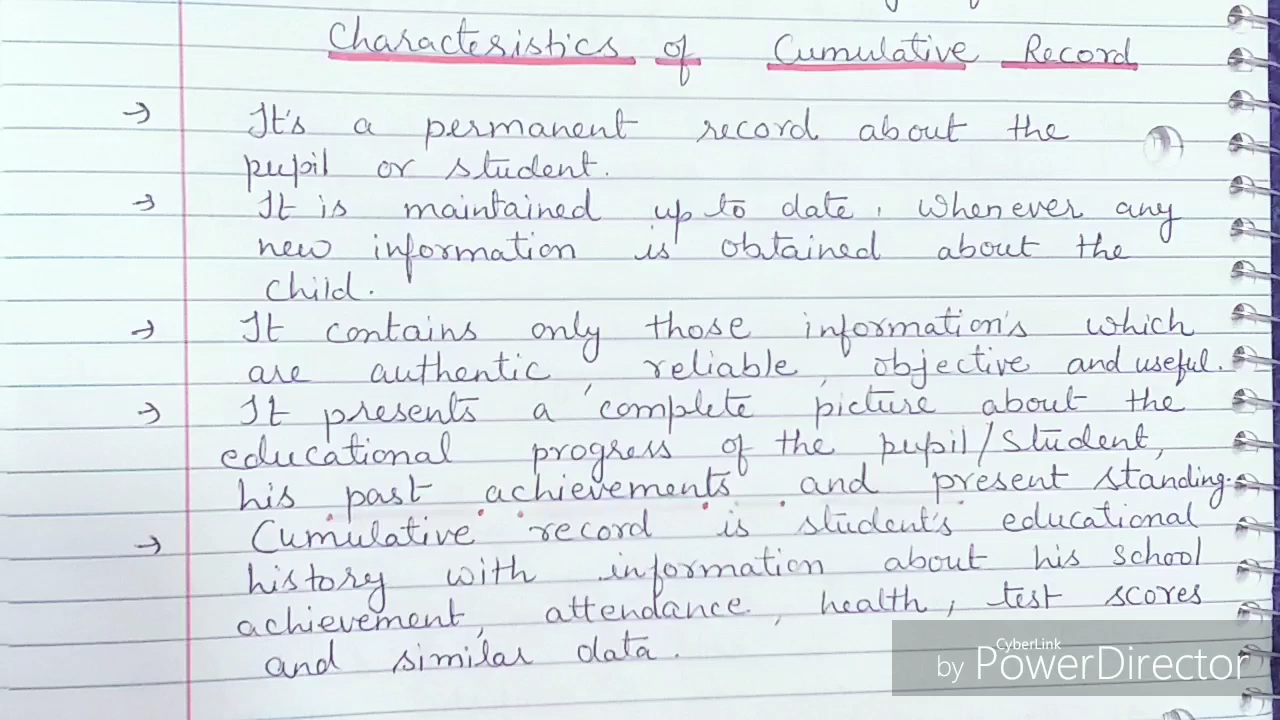 Characteristics of Cumulative Record
→ It's a permanent record about the
pupil or student.
→ It is maintained up to date. Whenever any
new information is obtained about the
child.
→ It contains only those information's which
are authentic, reliable, objective and useful.
→ It presents a complete picture about the
educational progress of the pupil/student,
his past achievements and present standing.
→ Cumulative record is student's educational
history with information about his school
achievement, attendance, health, test scores
and similar data.
CyberLink
by PowerDirector